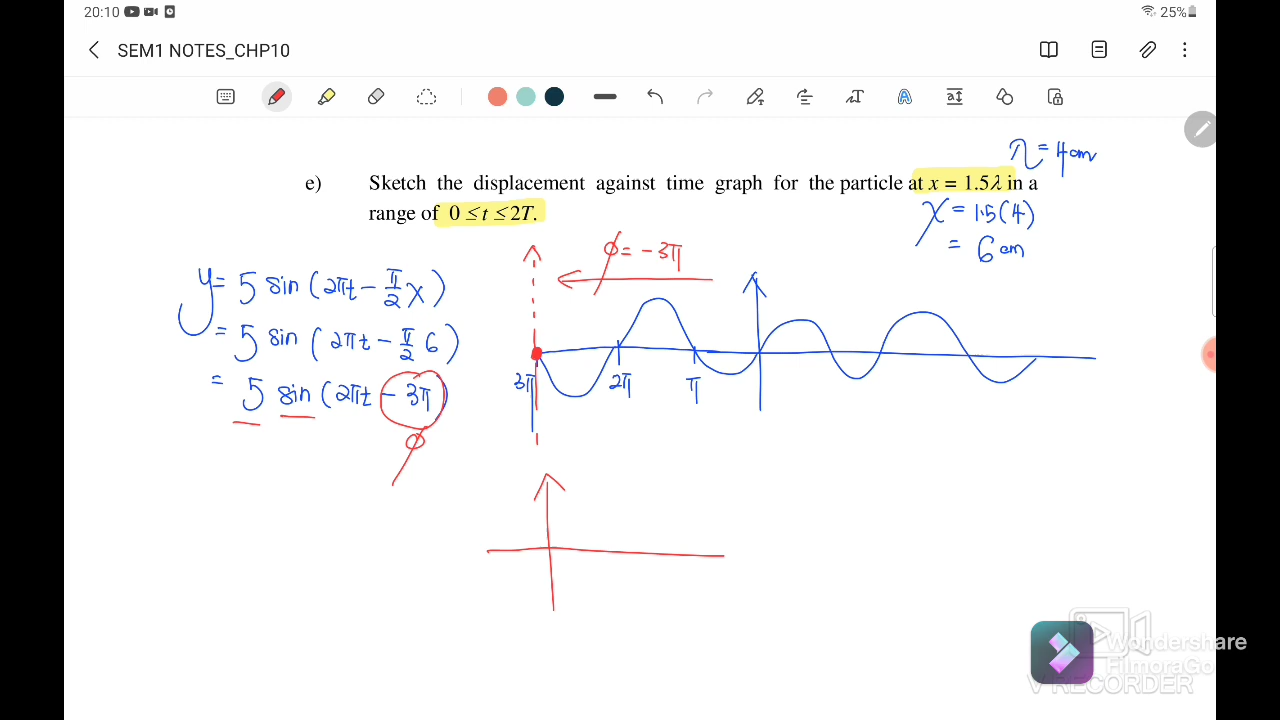 20:10
25%
SEM1 NOTES_CHP10
λ = 4cm
e) Sketch the displacement against time graph for the particle at x = 1.5λ in a
range of 0 ≤ t ≤ 2T.
x = 1.5(4)
= 6cm
ϕ = -3π
y = 5 sin (2πt - π/2 x)
= 5 sin (2πt - π/2 6)
= 5 sin (2πt - 3π)
ϕ
3π 2π π
Wondershare
FilmoraGo
V RECORDER